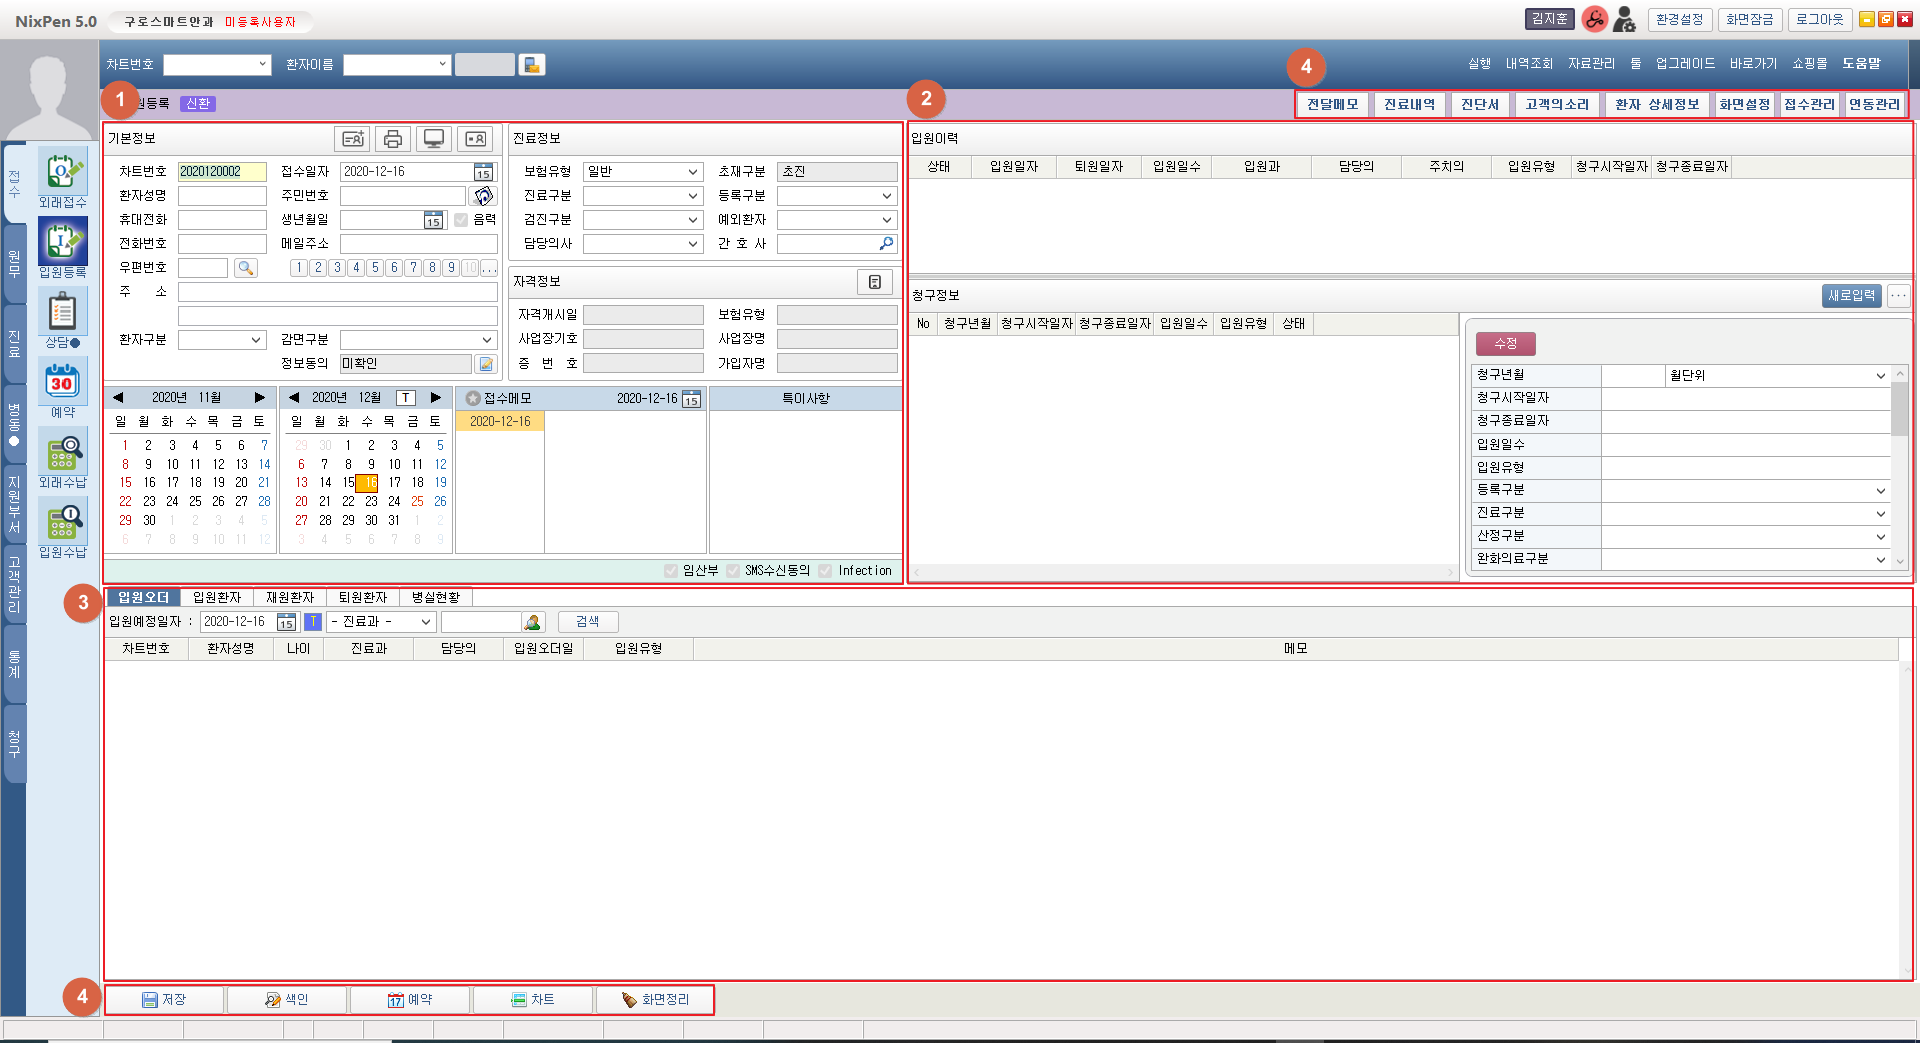 NixPen 5.0 구로스마트안과 미등록사용자 김지훈 환경설정 화면잠금 로그아웃
차트번호 환자이름 4 실행 내역조회 자료관리 툴 업그레이드 바로가기 쇼핑몰 도움말
1 원등록 신환 2 전달메모 진료내역 진단서 고객의소리 환자 상세정보 화면설정 접수관리 연동관리
접수
원무
진료
병동
지원부서
고객관리
통계
청구
외래접수
입원등록
상담
30
예약
외래수납
입원수납
기본정보
차트번호 2020120002 접수일자 2020-12-16 15
환자성명 주민번호
휴대전화 생년월일 15 음력
전화번호 메일주소
우편번호 1 2 3 4 5 6 7 8 9 10 ...
주 소
환자구분 감면구분
정보동의 미확인
진료정보
보험유형 일반 초재구분 초진
진료구분 등록구분
검진구분 예외환자
담당의사 간 호 사
자격정보
자격개시일 보험유형
사업장기호 사업장명
증 번 호 가입자명
2020년 11월
일 월 화 수 목 금 토
1 2 3 4 5 6 7
8 9 10 11 12 13 14
15 16 17 18 19 20 21
22 23 24 25 26 27 28
29 30 1 2 3 4 5
6 7 8 9 10 11 12
2020년 12월 T
일 월 화 수 목 금 토
29 30 1 2 3 4 5
6 7 8 9 10 11 12
13 14 15 16 17 18 19
20 21 22 23 24 25 26
27 28 29 30 31 1 2
3 4 5 6 7 8 9
접수메모 2020-12-16 15
2020-12-16
특이사항
임산부 SMS수신동의 Infection
입원이력
상태 입원일자 퇴원일자 입원일수 입원과 담당의 주치의 입원유형 청구시작일자 청구종료일자
청구정보 새로입력 ...
No 청구년월 청구시작일자 청구종료일자 입원일수 입원유형 상태
수정
청구년월 월단위
청구시작일자
청구종료일자
입원일수
입원유형
등록구분
진료구분
산정구분
완화의료구분
3 입원오더 입원환자 재원환자 퇴원환자 병실현황
입원예정일자 : 2020-12-16 15 T - 진료과 - 검색
차트번호 환자성명 나이 진료과 담당의 입원오더일 입원유형 메모
4 저장 색인 17 예약 차트 화면정리